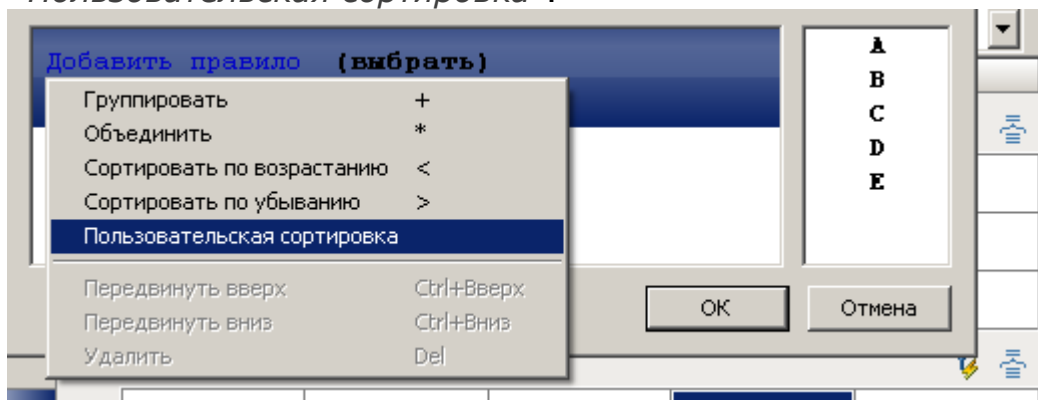 "Пользовательская сортировка".
Добавить правило (выбрать)
Группировать +
Объединить *
Сортировать по возрастанию <
Сортировать по убыванию >
Пользовательская сортировка
Передвинуть вверх Ctrl+Вверх
Передвинуть вниз Ctrl+Вниз
Удалить Del
A
B
C
D
E
ОК
Отмена